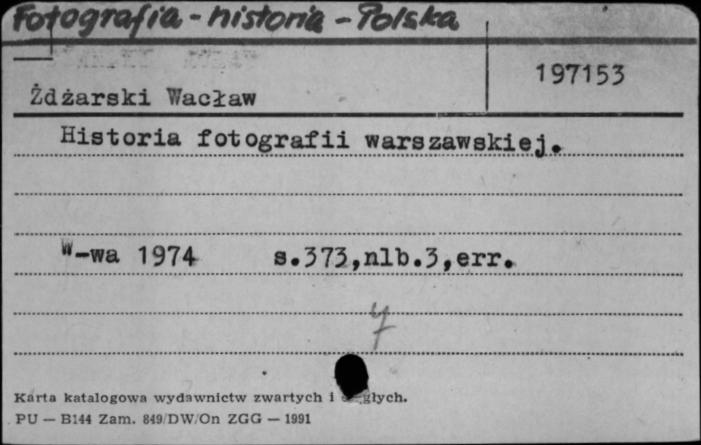 Fotografia - historia - Polska
197153
Żdżarski Wacław
Historia fotografii warszawskiej.
W-wa 1974 s.373,nlb.3,err.
7
Karta katalogowa wydawnictw zwartych i głych.
PU — B144 Zam. 849/DW/On ZGG — 1991